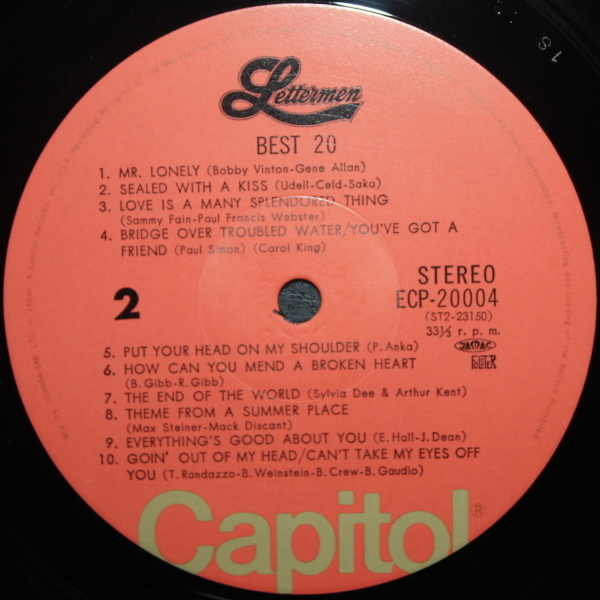 Lettermen
BEST 20
1. MR. LONELY (Bobby Vinton-Gene Allan)
2. SEALED WITH A KISS (Udell-Celd-Saka)
3. LOVE IS A MANY SPLENDORED THING
(Sammy Fain-Paul Francis Webster)
4. BRIDGE OVER TROUBLED WATER/YOU'VE GOT A
FRIEND (Paul Simon) (Carol King)
2
STEREO
ECP-20004
(ST2-23150)
33⅓ r. p. m.
JASRAC
5. PUT YOUR HEAD ON MY SHOULDER (P. Anka)
6. HOW CAN YOU MEND A BROKEN HEART
(B. Gibb-R. Gibb)
7. THE END OF THE WORLD (Sylvia Dee & Arthur Kent)
8. THEME FROM A SUMMER PLACE
(Max Steiner-Mack Discant)
9. EVERYTHING'S GOOD ABOUT YOU (E. Hall-J. Dean)
10. GOIN' OUT OF MY HEAD/CAN'T TAKE MY EYES OFF
YOU (T. Randazzo-B. Weinstein-B. Crew-B. Gaudio)
Capitol®
1S